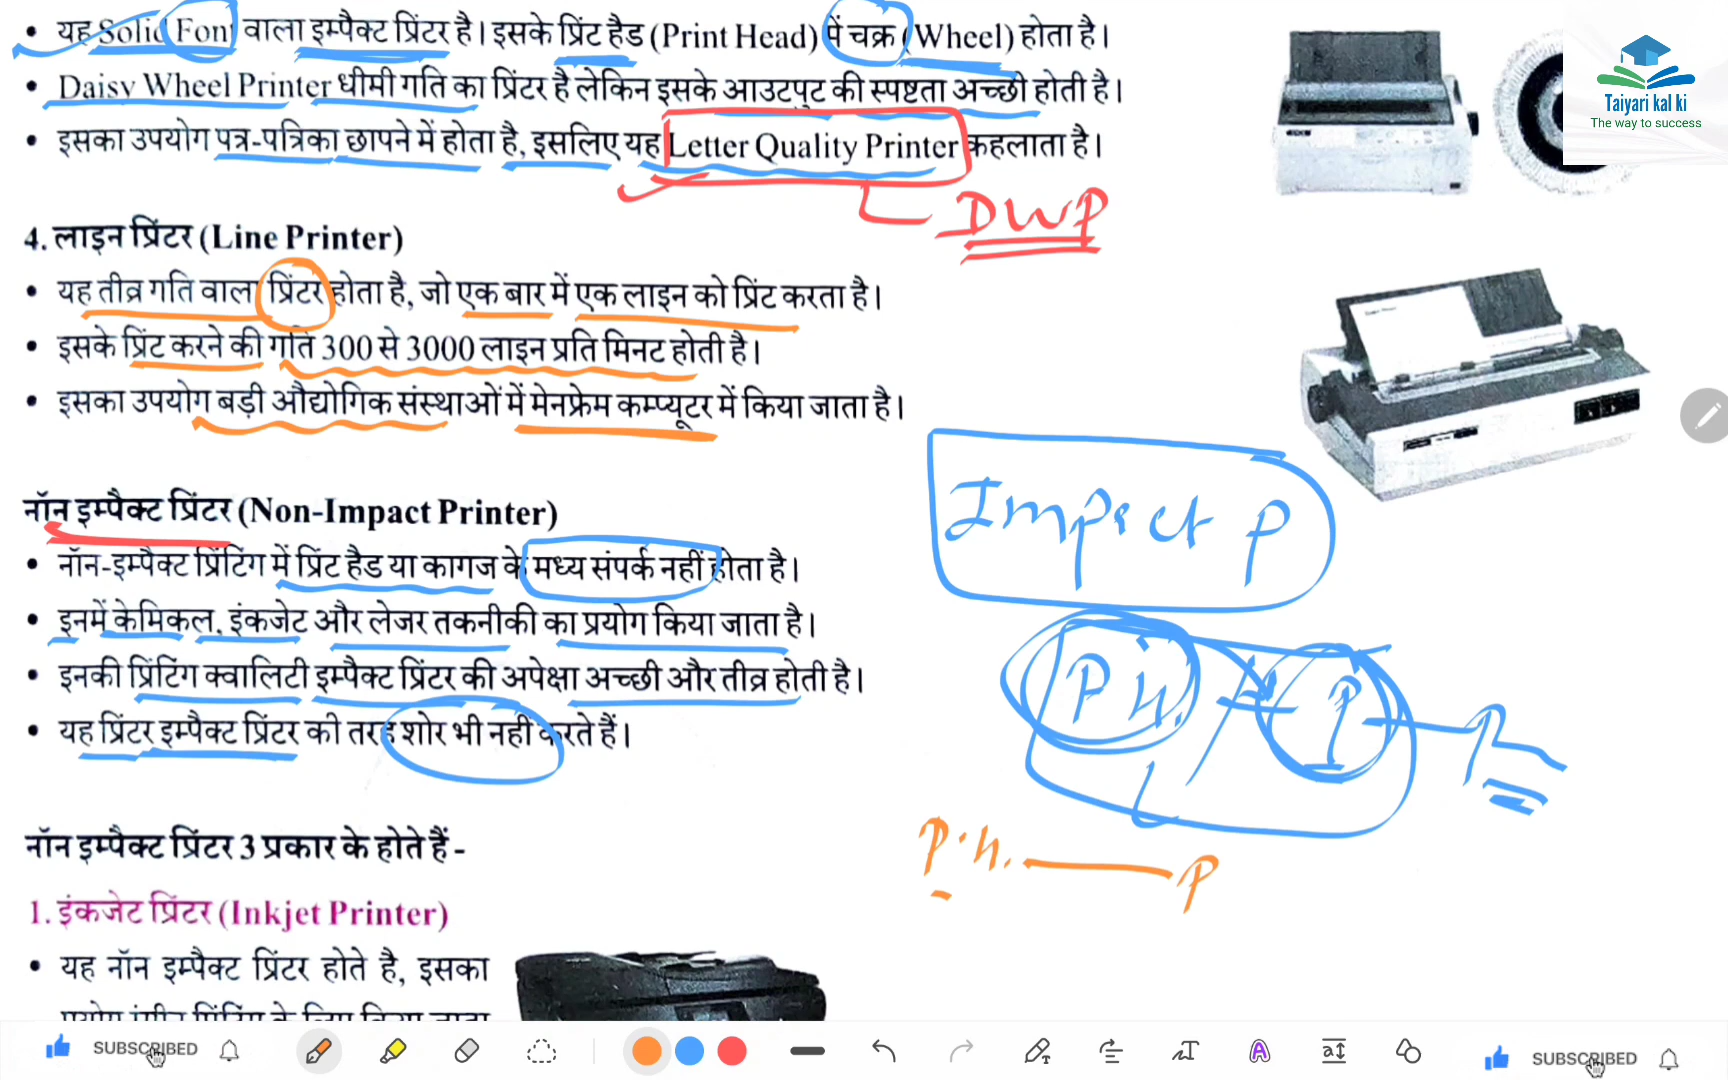 • यह Solid Font वाला इम्पैक्ट प्रिंटर है। इसके प्रिंट हैड (Print Head) में चक्र (Wheel) होता है।
• Daisy Wheel Printer धीमी गति का प्रिंटर है लेकिन इसके आउटपुट की स्पष्टता अच्छी होती है।
• इसका उपयोग पत्र-पत्रिका छापने में होता है, इसलिए यह Letter Quality Printer कहलाता है।
Taiyari kal ki
The way to success
DWP
4. लाइन प्रिंटर (Line Printer)
• यह तीव्र गति वाला प्रिंटर होता है, जो एक बार में एक लाइन को प्रिंट करता है।
• इसके प्रिंट करने की गति 300 से 3000 लाइन प्रति मिनट होती है।
• इसका उपयोग बड़ी औद्योगिक संस्थाओं में मेनफ्रेम कम्प्यूटर में किया जाता है।
Impact P
नॉन इम्पैक्ट प्रिंटर (Non-Impact Printer)
• नॉन-इम्पैक्ट प्रिंटिंग में प्रिंट हैड या कागज के मध्य संपर्क नहीं होता है।
• इनमें केमिकल, इंकजेट और लेजर तकनीकी का प्रयोग किया जाता है।
• इनकी प्रिंटिंग क्वालिटी इम्पैक्ट प्रिंटर की अपेक्षा अच्छी और तीव्र होती है।
• यह प्रिंटर इम्पैक्ट प्रिंटर की तरह शोर भी नही करते हैं।
P.H. P
P.H. P
नॉन इम्पैक्ट प्रिंटर 3 प्रकार के होते हैं -
1. इंकजेट प्रिंटर (Inkjet Printer)
• यह नॉन इम्पैक्ट प्रिंटर होते है, इसका
SUBSCRIBED
SUBSCRIBED